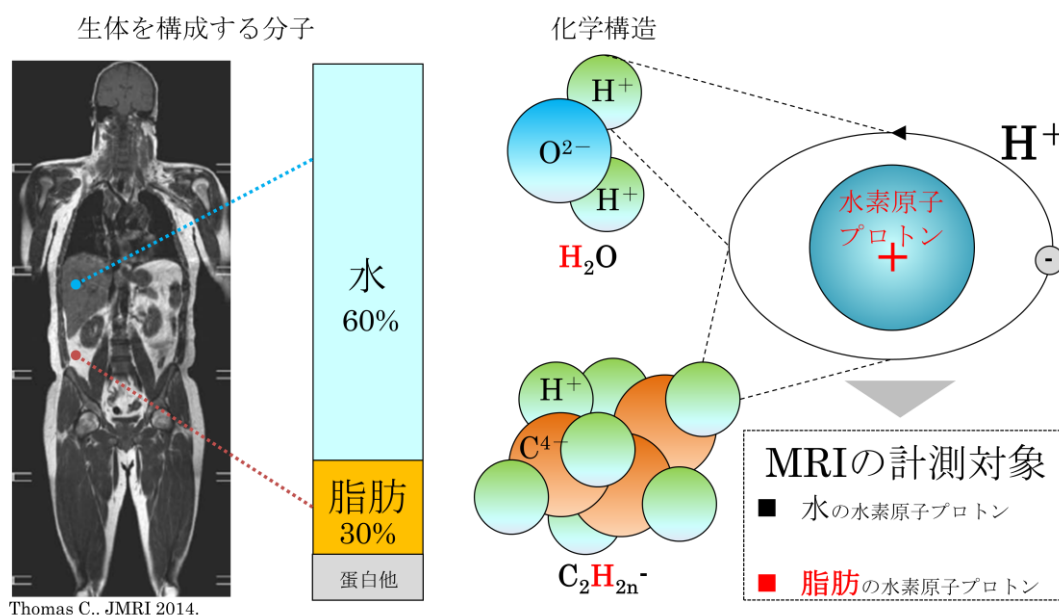 生体を構成する分子
化学構造
水
60%
脂肪
30%
蛋白他
Thomas C.. JMRI 2014.
H⁺
O²⁻
H⁺
H₂O
H⁺
C⁴⁻
C₂H₂ₙ-
H⁺
水素原子
プロトン
+
-
MRIの計測対象
■ 水の水素原子プロトン
■ 脂肪の水素原子プロトン